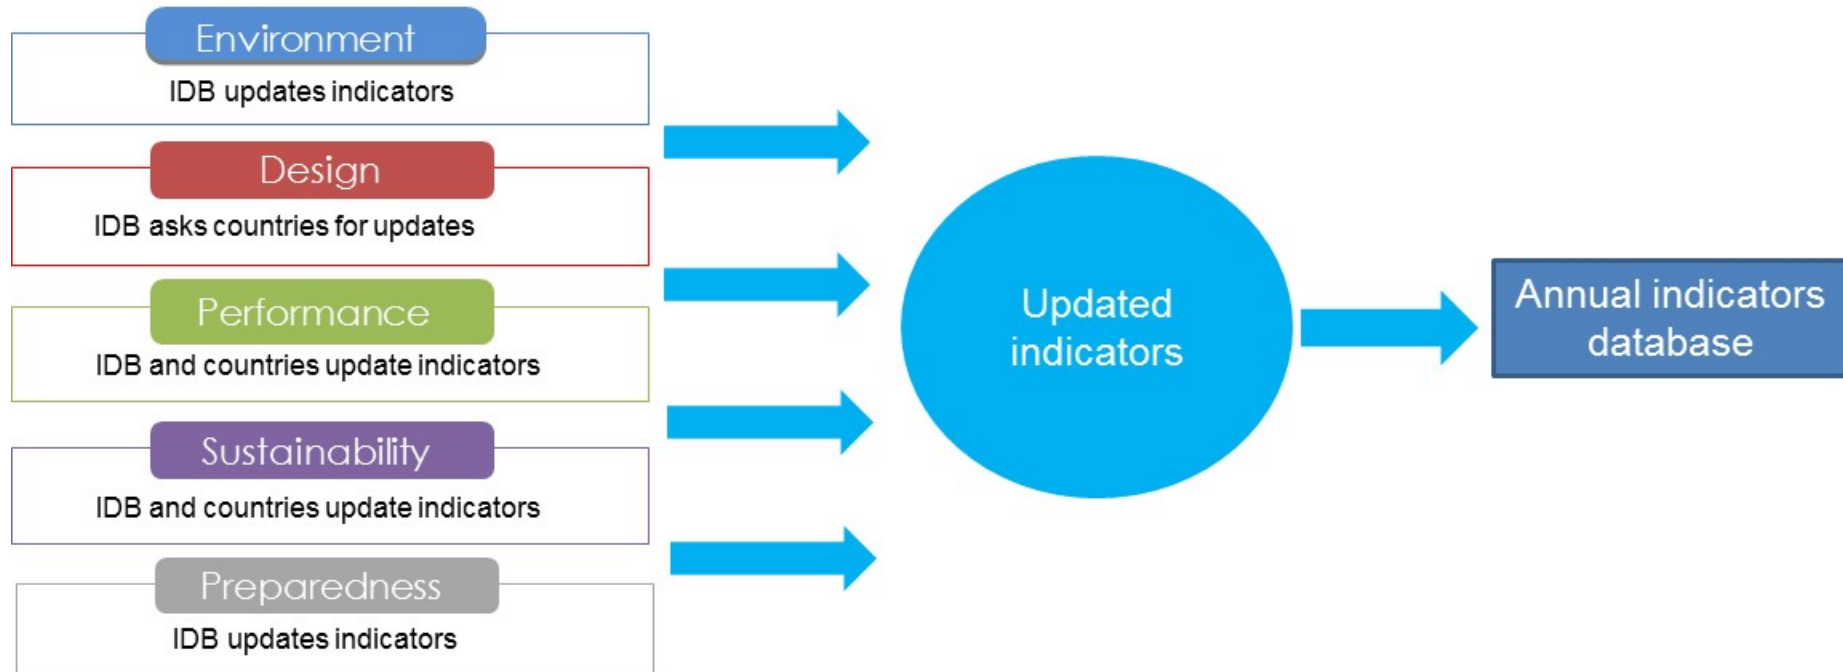 Environment
IDB updates indicators
Design
IDB asks countries for updates
Performance
IDB and countries update indicators
Sustainability
IDB and countries update indicators
Preparedness
IDB updates indicators
Updated
indicators
Annual indicators
database